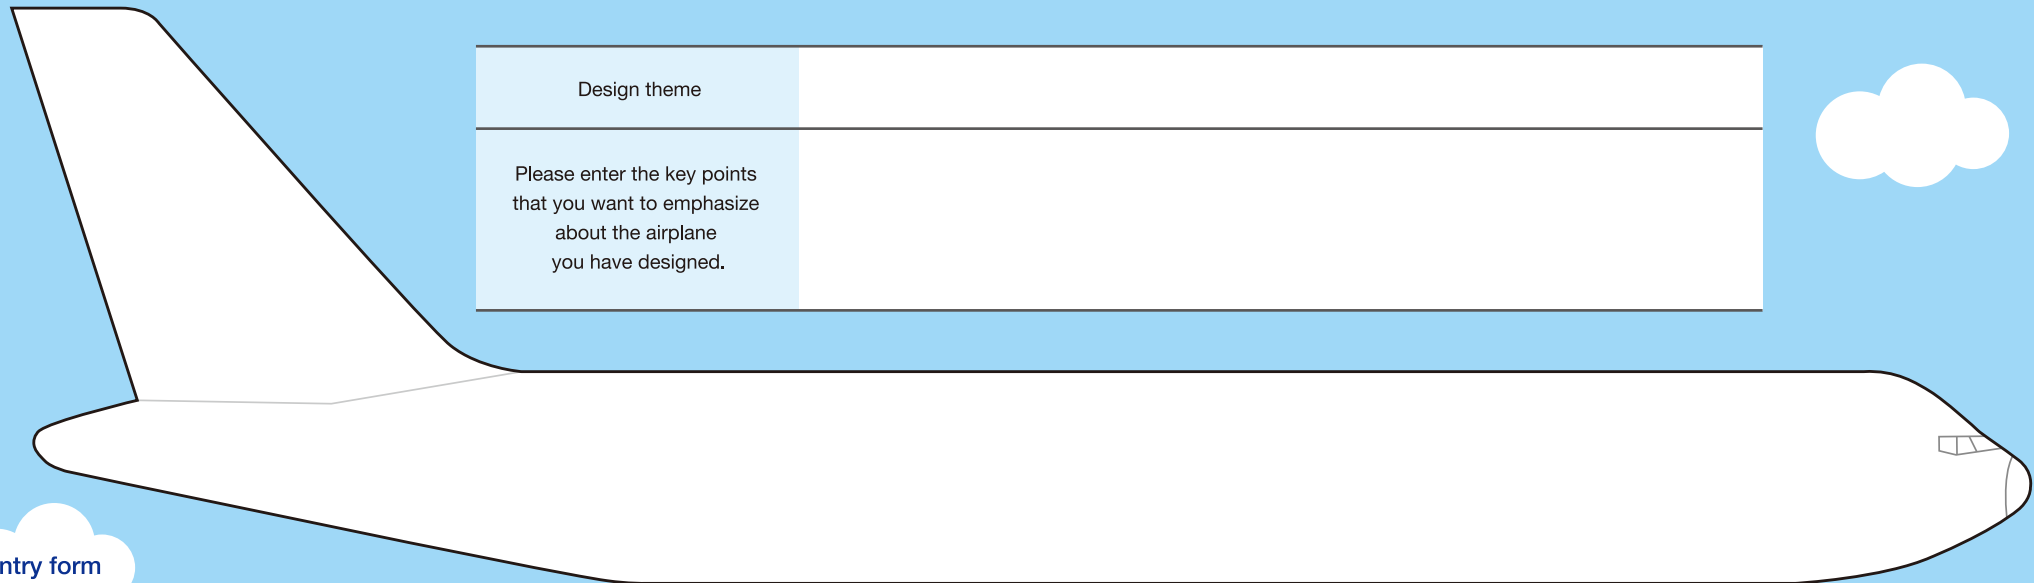 Design theme
Please enter the key points
that you want to emphasize
about the airplane
you have designed.
form